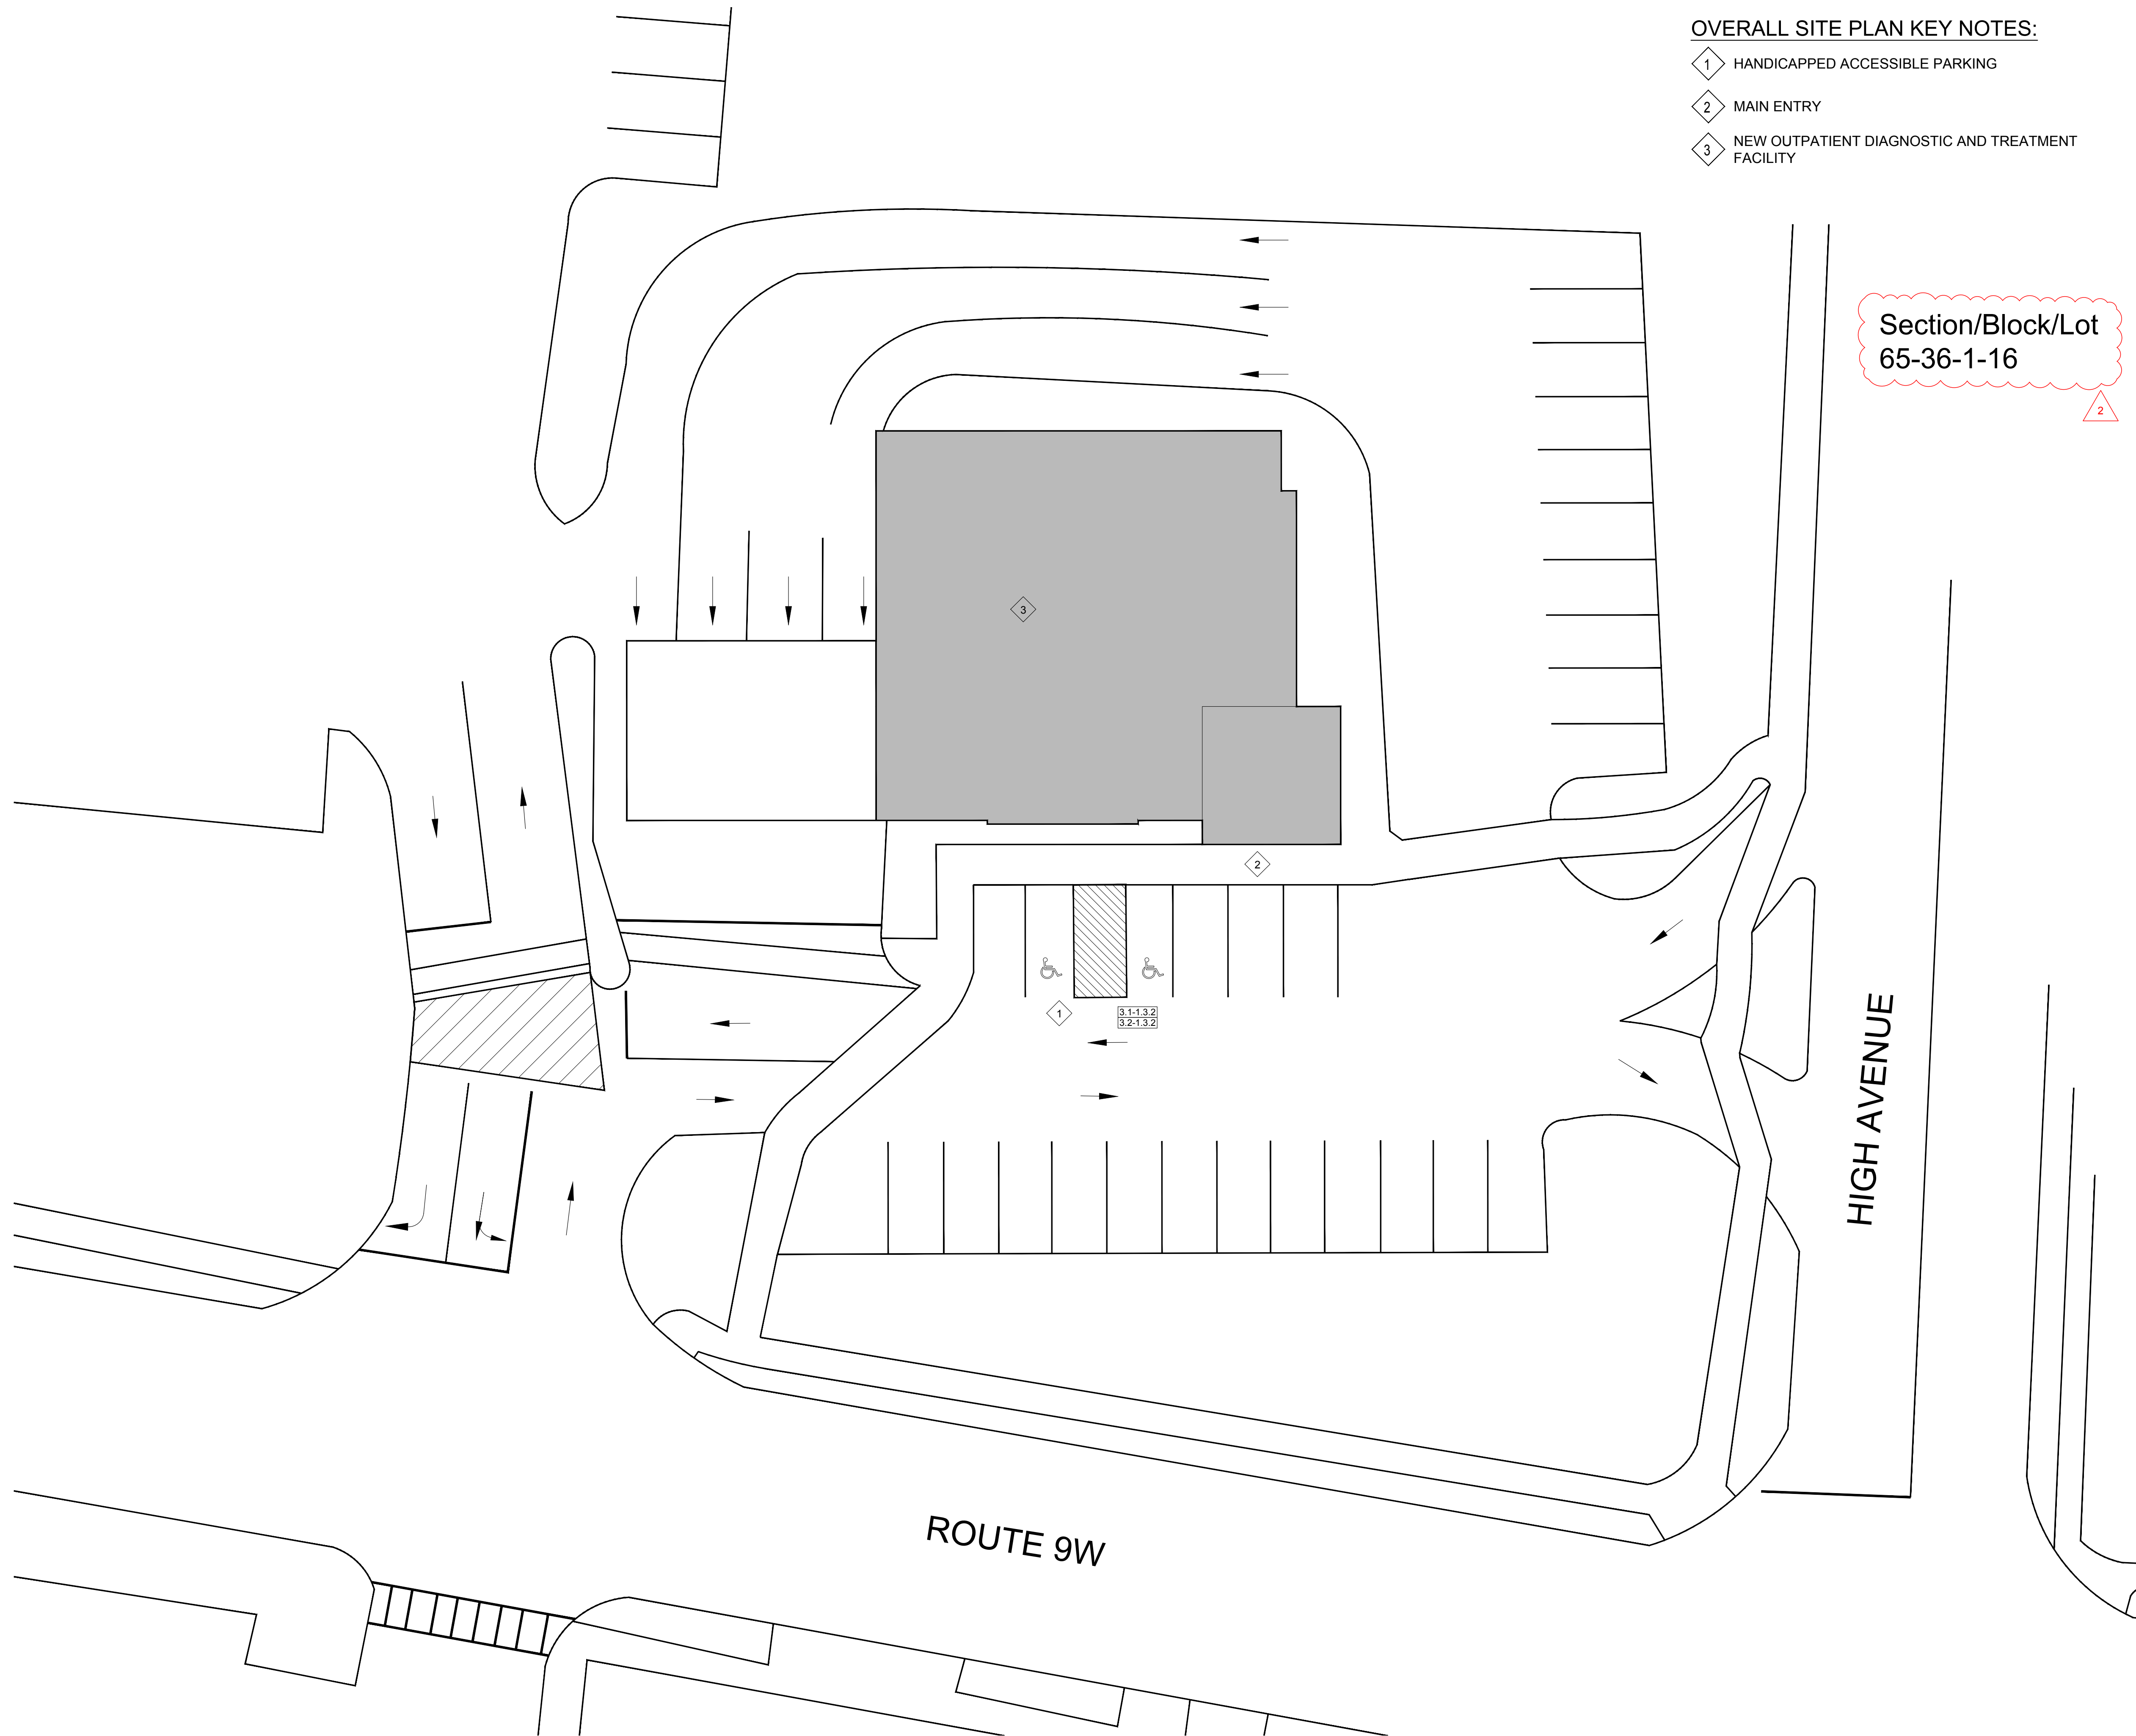 OVERALL SITE PLAN KEY NOTES:
1 HANDICAPPED ACCESSIBLE PARKING
2 MAIN ENTRY
3 NEW OUTPATIENT DIAGNOSTIC AND TREATMENT
FACILITY
Section/Block/Lot
65-36-1-16
2
3
2
1
3.1-1.3.2
3.2-1.3.2
HIGH AVENUE
ROUTE 9W